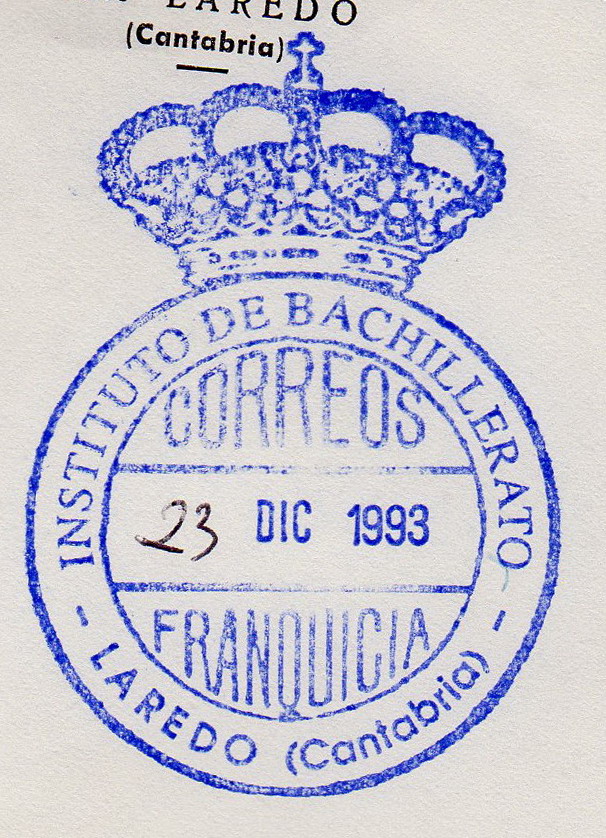 LAREDO
(Cantabria)
INSTITUTO DE BACHILLERATO
CORREOS
23 DIC 1993
FRANQUICIA
- LAREDO (Cantabria) -